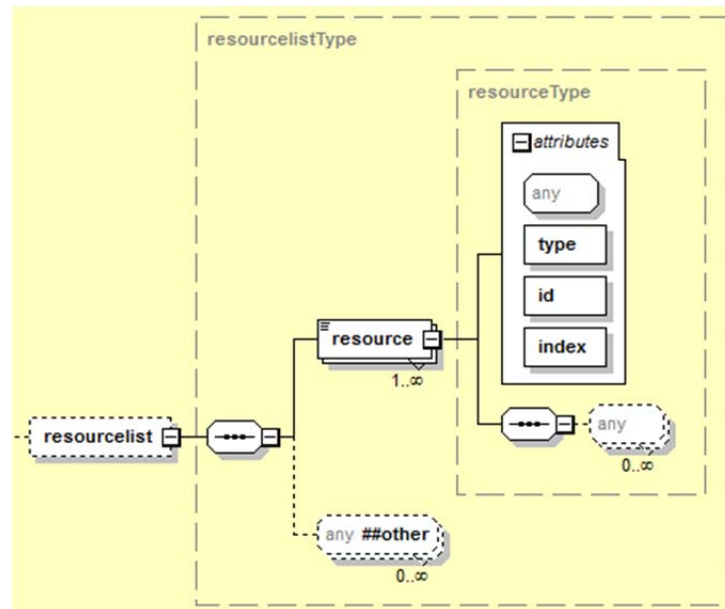 resourcelistType
resourceType
attributes
any
type
id
index
resource
1..∞
resourcelist
any
0..∞
any ##other
0..∞